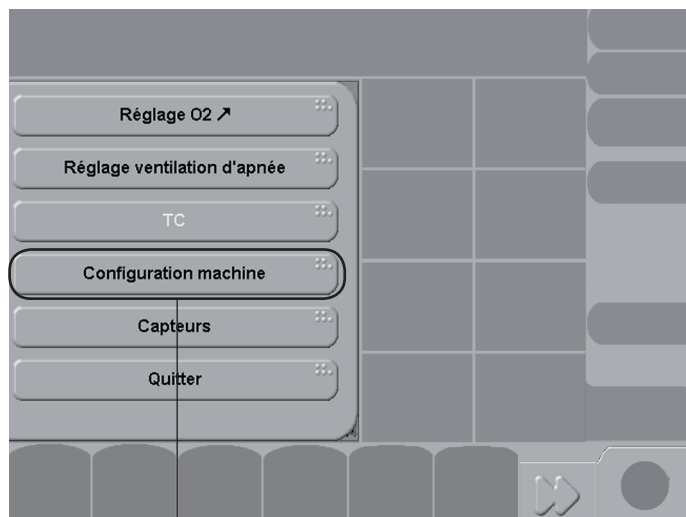 Réglage O2 ↗
Réglage ventilation d'apnée
TC
Configuration machine
Capteurs
Quitter